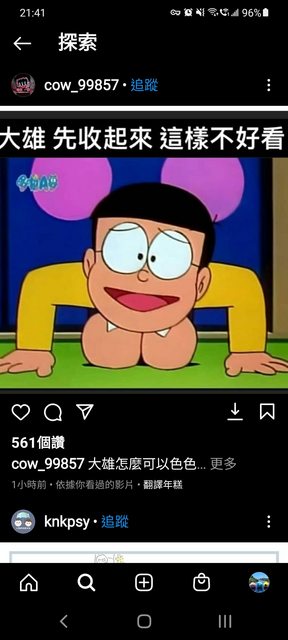 21:41
96%
探索
cow_99857 • 追蹤
大雄 先收起來 這樣不好看
561個讚
cow_99857 大雄怎麼可以色色... 更多
1小時前 • 依據你看過的影片 • 翻譯年糕
knkpsy • 追蹤